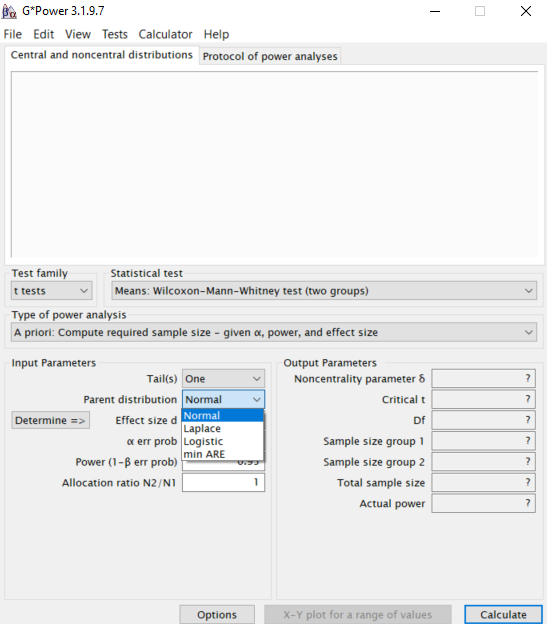 G*Power 3.1.9.7
File Edit View Tests Calculator Help
Central and noncentral distributions Protocol of power analyses
Test family Statistical test
t tests Means: Wilcoxon-Mann-Whitney test (two groups)
Type of power analysis
A priori: Compute required sample size - given α, power, and effect size
Input Parameters
Tail(s) One
Parent distribution Normal
Normal
Laplace
Logistic
min ARE
Determine => Effect size d
α err prob
Power (1-β err prob) 0.95
Allocation ratio N2/N1 1
Output Parameters
Noncentrality parameter δ ?
Critical t ?
Df ?
Sample size group 1 ?
Sample size group 2 ?
Total sample size ?
Actual power ?
Options X-Y plot for a range of values Calculate